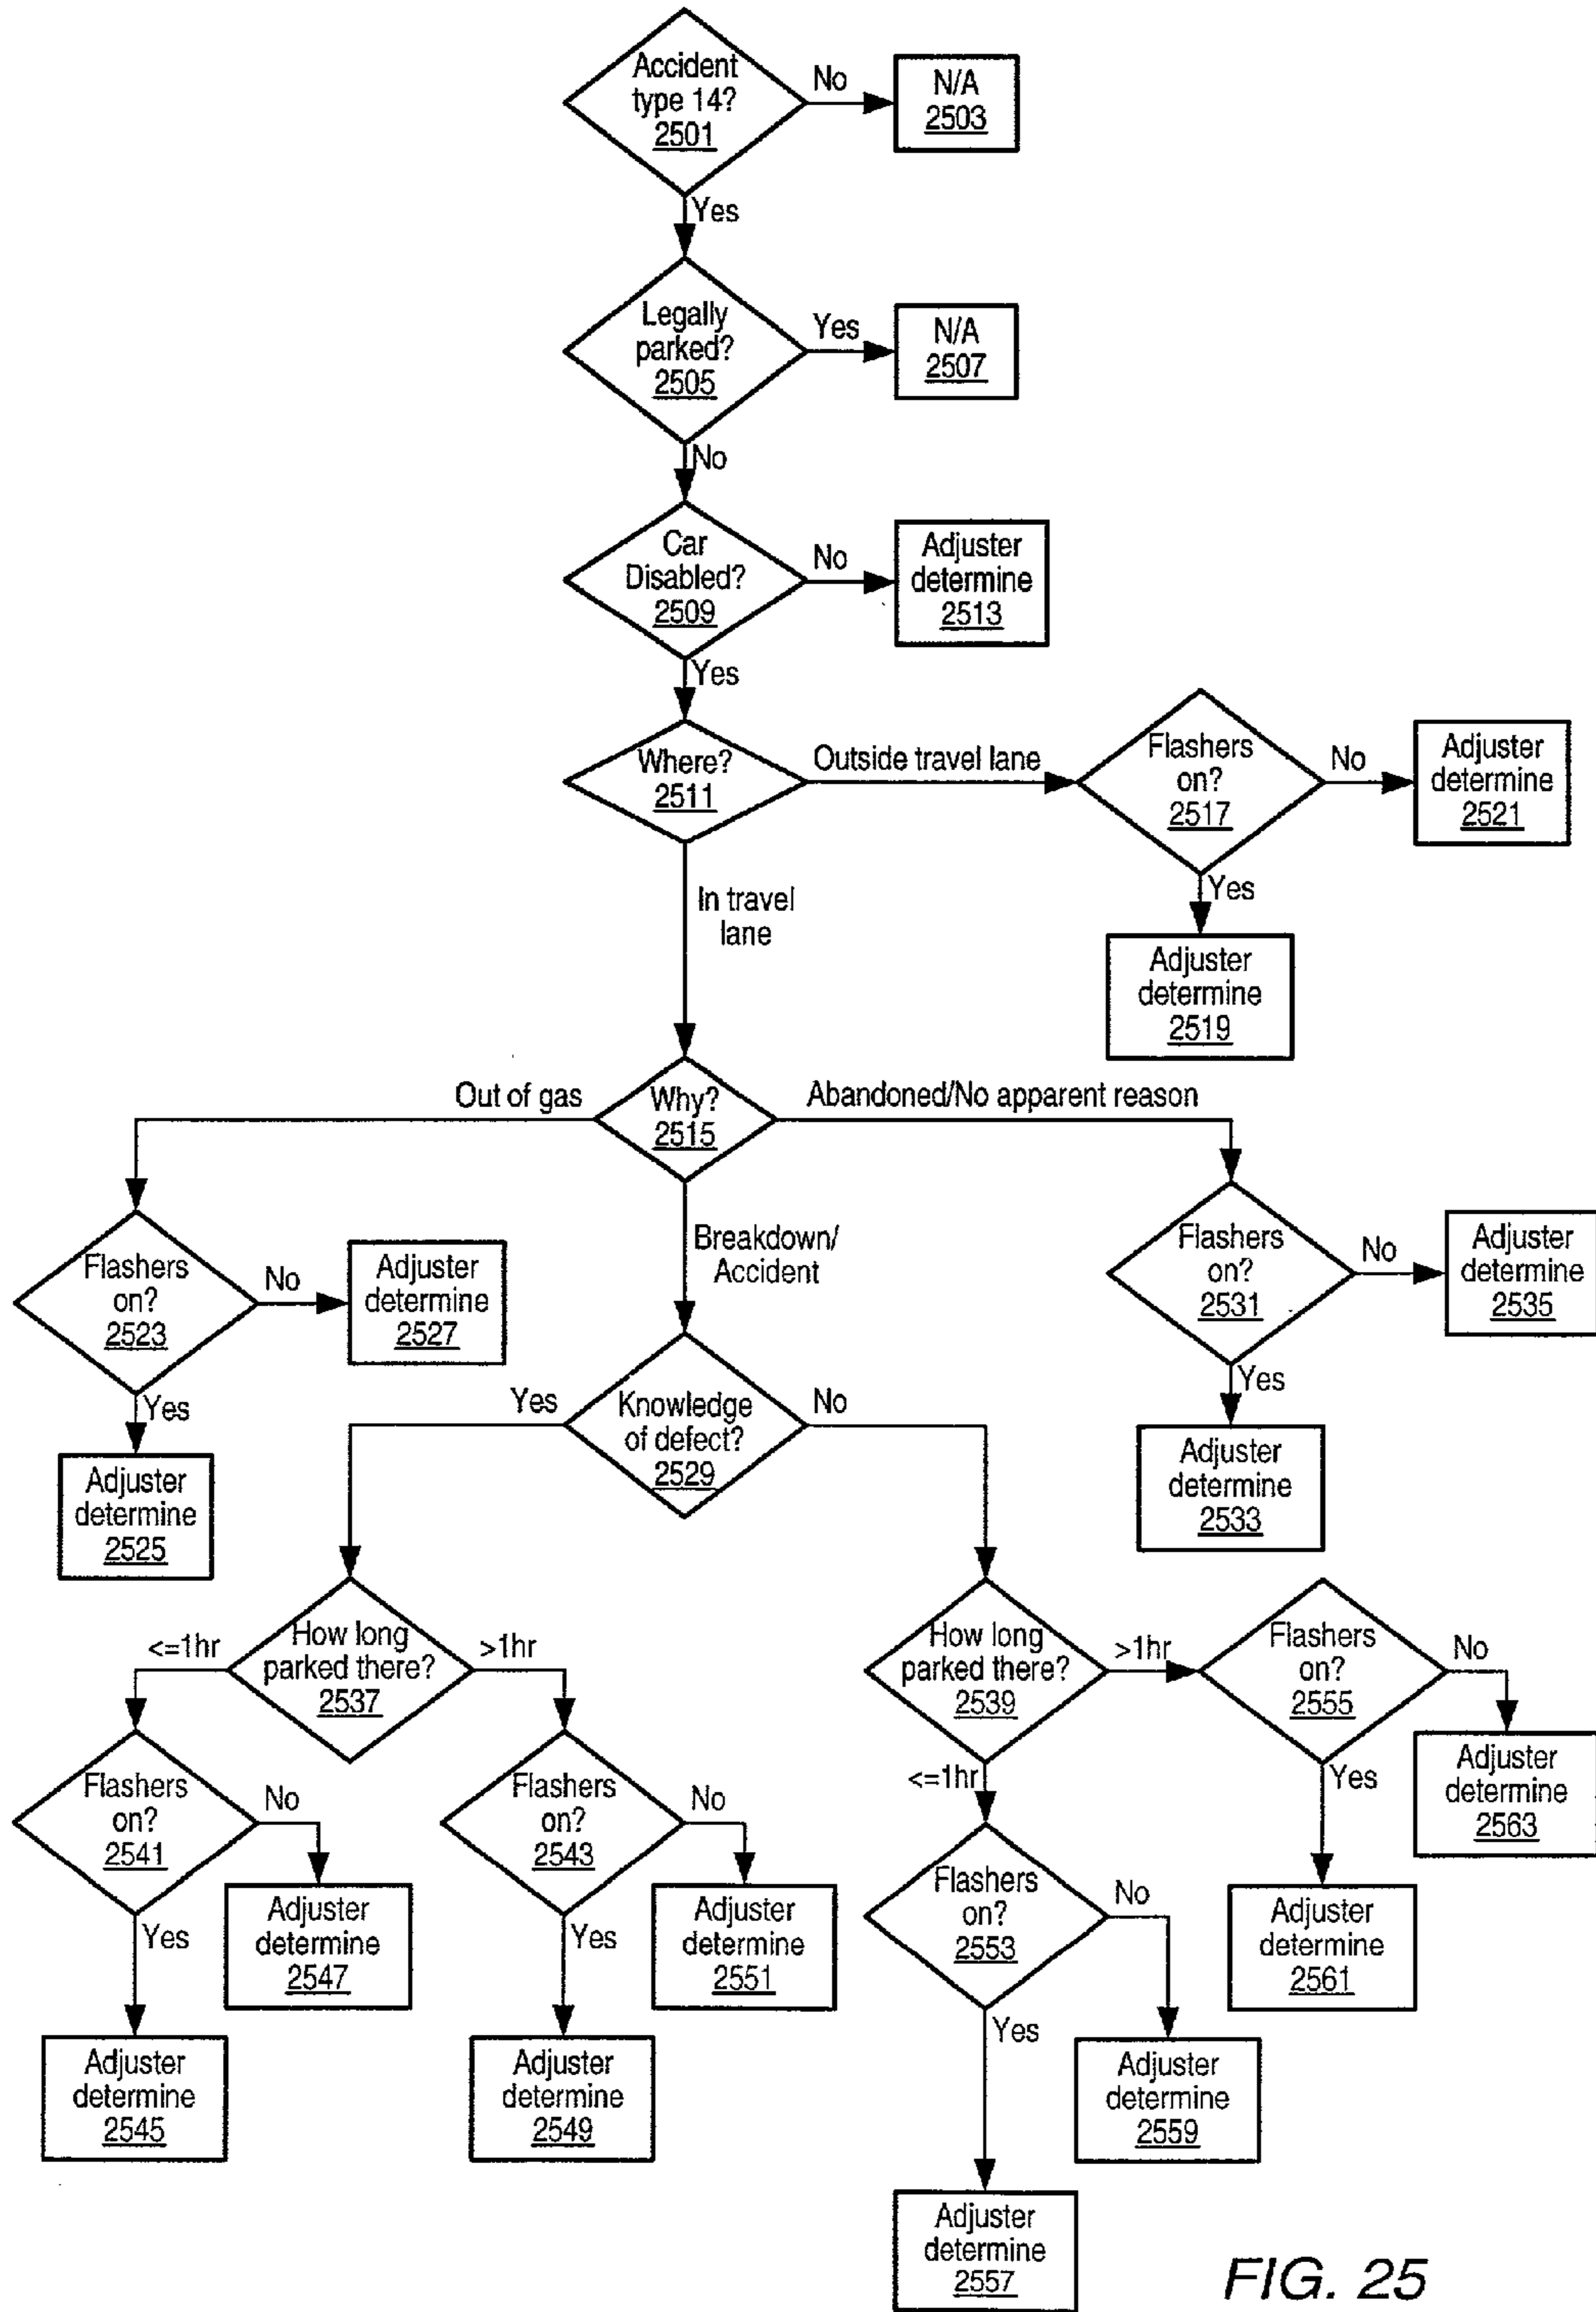 Accident
type 14?
2501
No
N/A
2503
Yes
Legally
parked?
2505
Yes
N/A
2507
No
Car
Disabled?
2509
No
Adjuster
determine
2513
Yes
Where?
2511
Outside travel lane
Flashers
on?
2517
No
Adjuster
determine
2521
Yes
Adjuster
determine
2519
In travel
lane
Why?
2515
Out of gas
Abandoned/No apparent reason
Flashers
on?
2523
No
Adjuster
determine
2527
Yes
Adjuster
determine
2525
Breakdown/
Accident
Flashers
on?
2531
No
Adjuster
determine
2535
Yes
Adjuster
determine
2533
Knowledge
of defect?
2529
Yes
No
How long
parked there?
2537
<=1hr
>1hr
Flashers
on?
2541
No
Adjuster
determine
2547
Yes
Adjuster
determine
2545
Flashers
on?
2543
No
Adjuster
determine
2551
Yes
Adjuster
determine
2549
How long
parked there?
2539
>1hr
Flashers
on?
2555
No
Adjuster
determine
2563
Yes
Adjuster
determine
2561
<=1hr
Flashers
on?
2553
No
Adjuster
determine
2559
Yes
Adjuster
determine
2557
FIG. 25